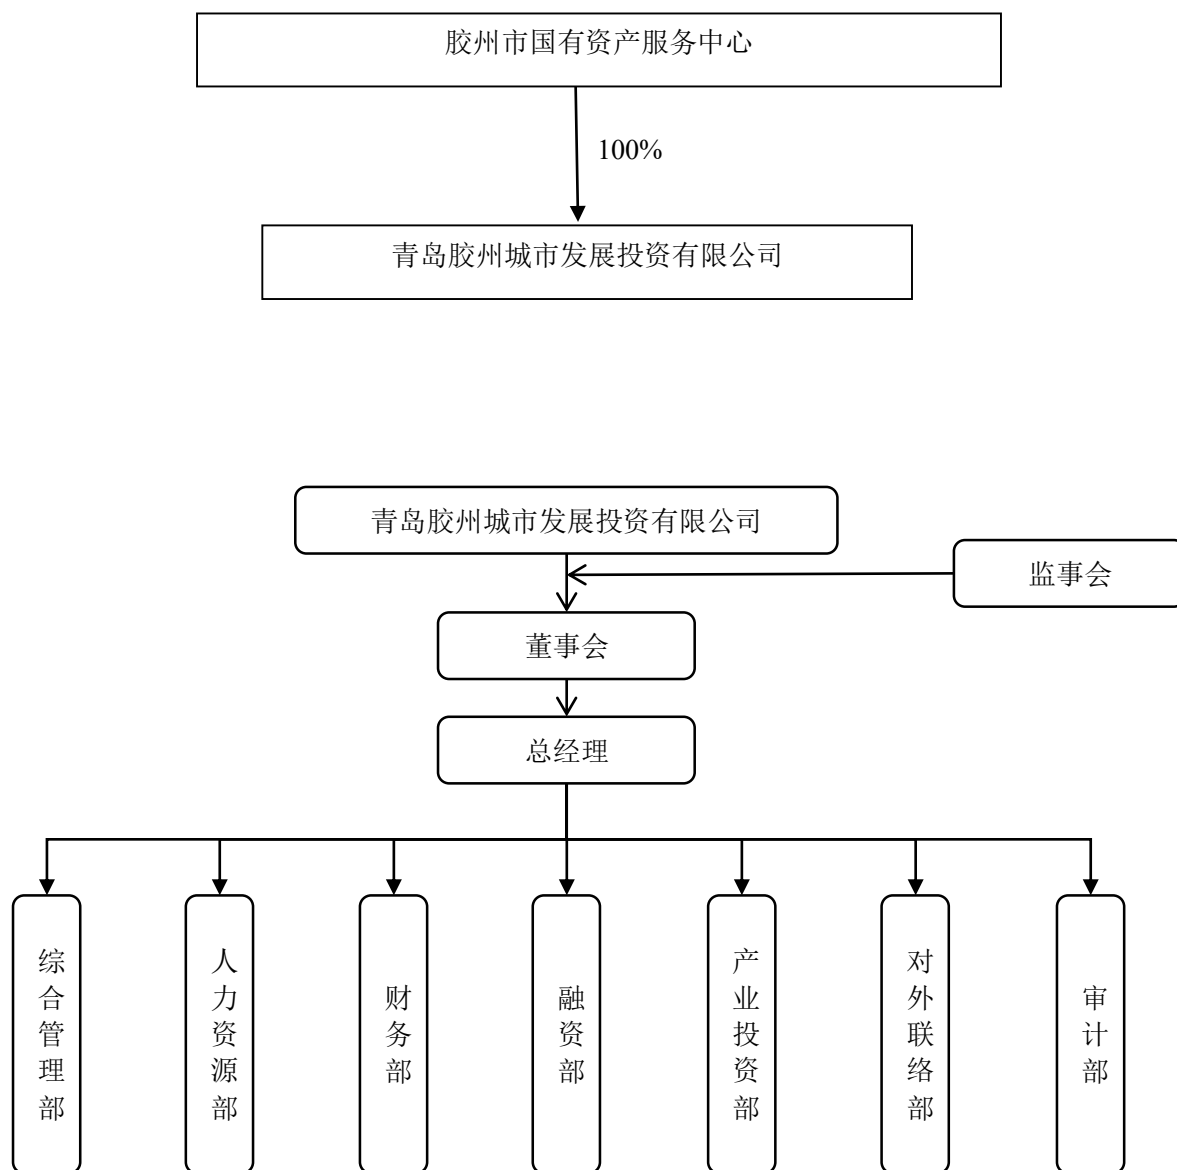 胶州市国有资产服务中心
100%
青岛胶州城市发展投资有限公司
青岛胶州城市发展投资有限公司
监事会
董事会
总经理
综合管理部
人力资源部
财务部
融资部
产业投资部
对外联络部
审计部